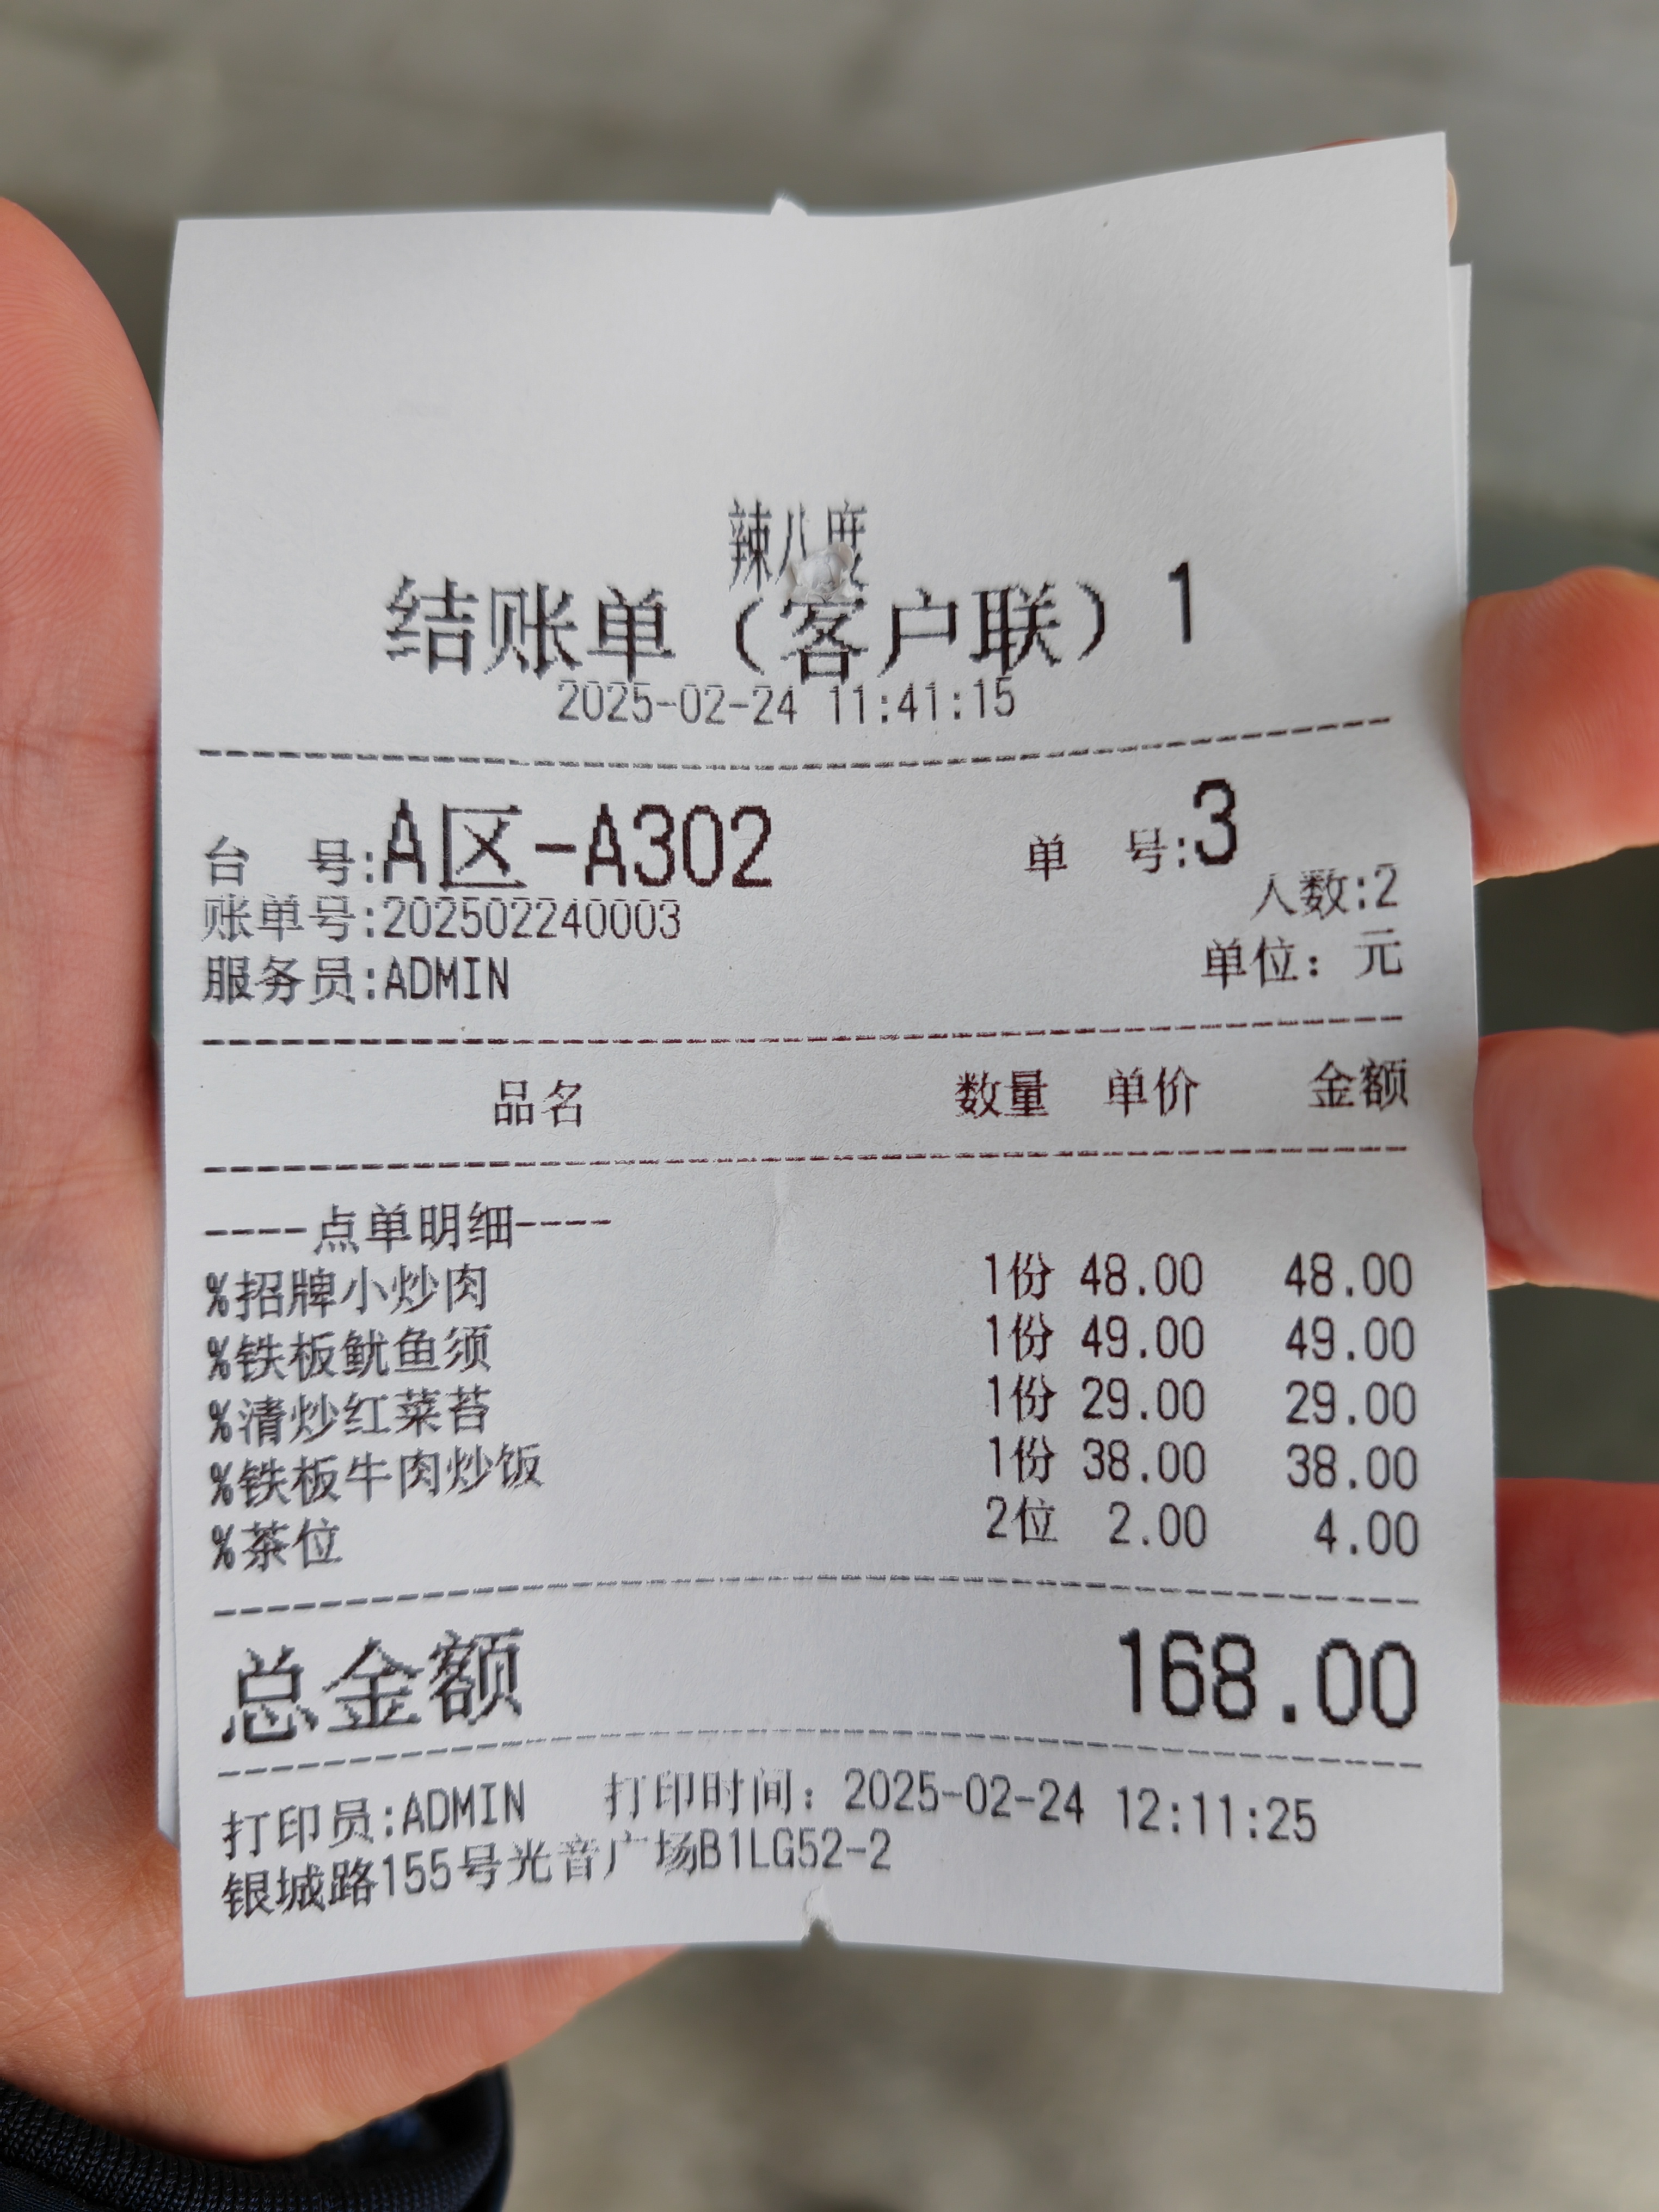 辣八度
结账单（客户联）1
2025-02-24 11:41:15
台 号:A区-A302 单 号:3
人数:2
账单号:202502240003
服务员:ADMIN 单位：元
品名 数量 单价 金额
----点单明细----
%招牌小炒肉 1份 48.00 48.00
%铁板鱿鱼须 1份 49.00 49.00
%清炒红菜苔 1份 29.00 29.00
%铁板牛肉炒饭 1份 38.00 38.00
%茶位 2位 2.00 4.00
总金额 168.00
打印员:ADMIN 打印时间：2025-02-24 12:11:25
银城路155号光音广场B1LG52-2